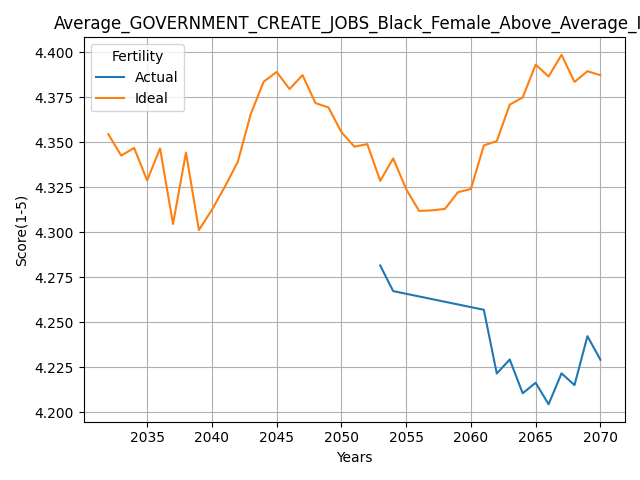 Average_GOVERNMENT_CREATE_JOBS_Black_Female_Above_Average_I
Fertility
Actual
Ideal
4.400
4.375
4.350
4.325
4.300
4.275
4.250
4.225
4.200
Score(1-5)
2035 2040 2045 2050 2055 2060 2065 2070
Years